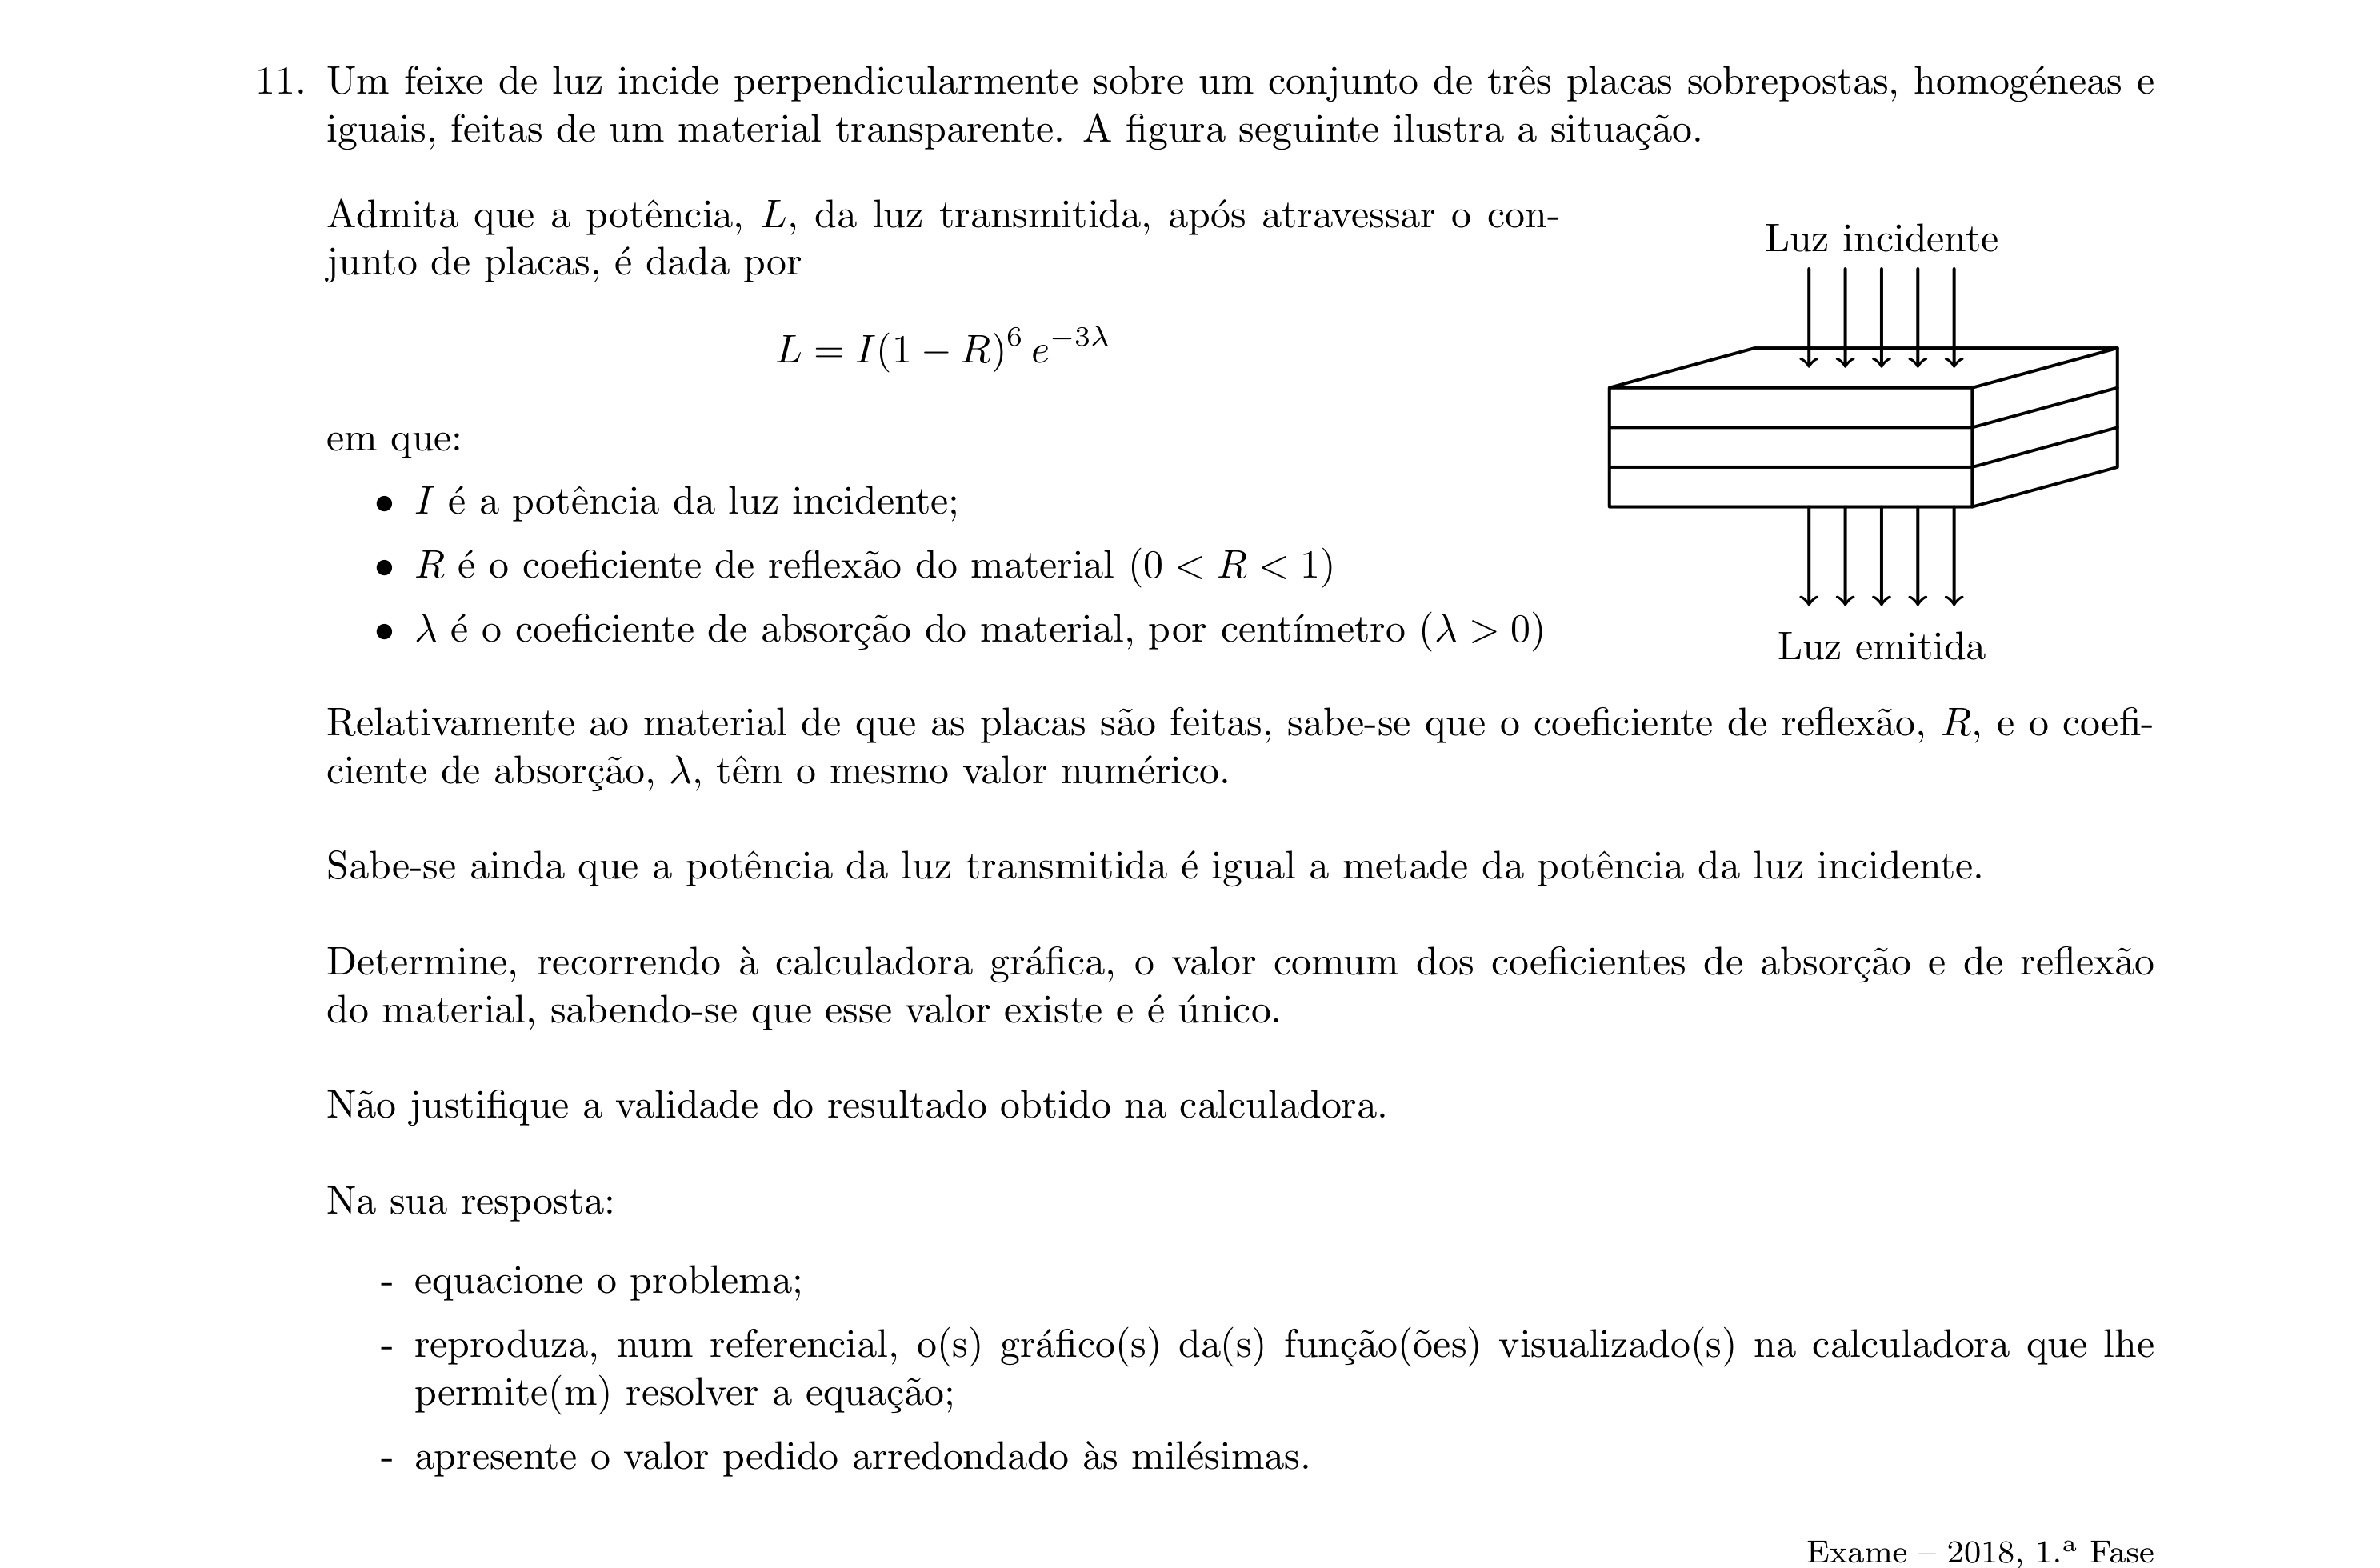 11. Um feixe de luz incide perpendicularmente sobre um conjunto de três placas sobrepostas, homogéneas e
iguais, feitas de um material transparente. A figura seguinte ilustra a situação.
Admita que a potência, L, da luz transmitida, após atravessar o con-
junto de placas, é dada por
L = I(1 − R)⁶ e^{−3λ}
em que:
• I é a potência da luz incidente;
• R é o coeficiente de reflexão do material (0 < R < 1)
• λ é o coeficiente de absorção do material, por centímetro (λ > 0)
Luz incidente
Luz emitida
Relativamente ao material de que as placas são feitas, sabe-se que o coeficiente de reflexão, R, e o coefi-
ciente de absorção, λ, têm o mesmo valor numérico.
Sabe-se ainda que a potência da luz transmitida é igual a metade da potência da luz incidente.
Determine, recorrendo à calculadora gráfica, o valor comum dos coeficientes de absorção e de reflexão
do material, sabendo-se que esse valor existe e é único.
Não justifique a validade do resultado obtido na calculadora.
Na sua resposta:
- equacione o problema;
- reproduza, num referencial, o(s) gráfico(s) da(s) função(ões) visualizado(s) na calculadora que lhe
permite(m) resolver a equação;
- apresente o valor pedido arredondado às milésimas.
Exame – 2018, 1.ª Fase